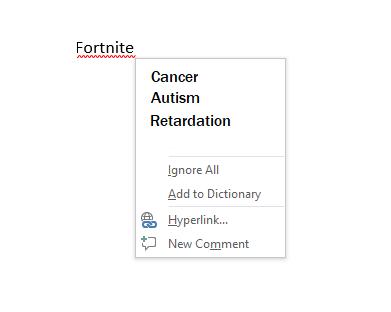 Fortnite
Cancer
Autism
Retardation
Ignore All
Add to Dictionary
Hyperlink...
New Comment